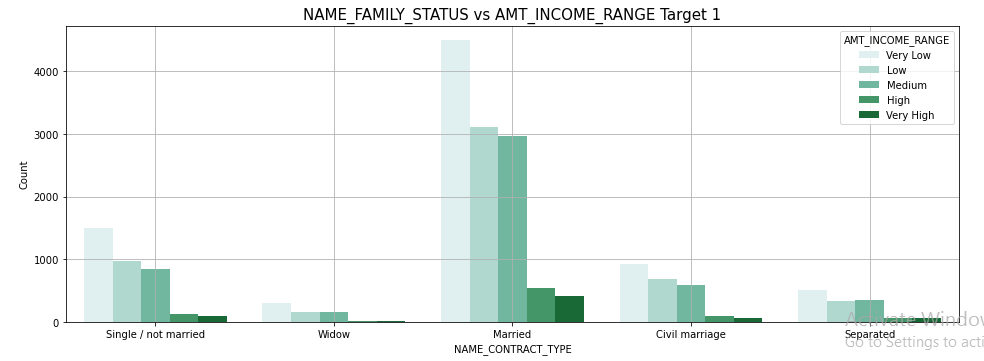 NAME_FAMILY_STATUS vs AMT_INCOME_RANGE Target 1
AMT_INCOME_RANGE
Very Low
Low
Medium
High
Very High
4000
3000
2000
1000
0
Count
Single / not married Widow Married Civil marriage Separated
NAME_CONTRACT_TYPE
Activate Window
Go to Settings to acti